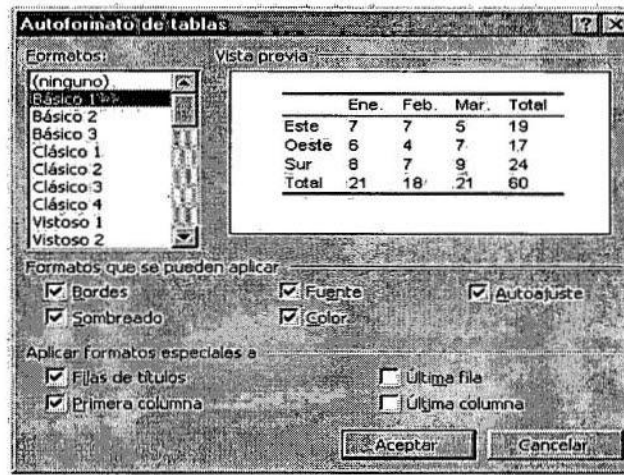 Autoformato de tablas
Formatos:
(ninguno)
Básico 1
Básico 2
Básico 3
Clásico 1
Clásico 2
Clásico 3
Clásico 4
Vistoso 1
Vistoso 2
Vista previa
Ene. Feb. Mar. Total
Este 7 7 5 19
Oeste 6 4 7 17
Sur 8 7 9 24
Total 21 18 21 60
Formatos que se pueden aplicar
Bordes Fuente Autoajuste
Sombreado Color
Aplicar formatos especiales a
Filas de títulos Última fila
Primera columna Última columna
Aceptar Cancelar